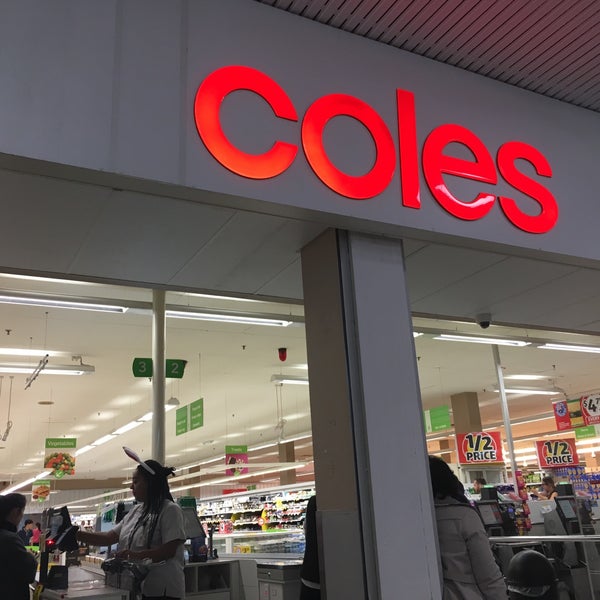 coles
3 2
Vegetables
1/2
PRICE
1/2
PRICE